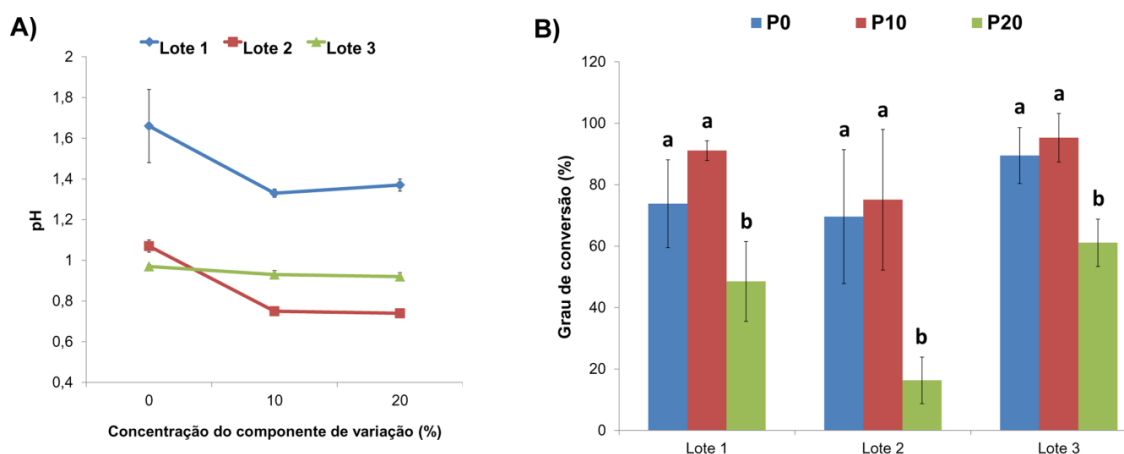 A)
Lote 1 Lote 2 Lote 3
2
1,8
1,6
1,4
1,2
1
0,8
0,6
0,4
pH
0 10 20
Concentração do componente de variação (%)
B)
P0 P10 P20
120
100
80
60
40
20
0
Grau de conversão (%)
a a b
a a b
a a b
Lote 1 Lote 2 Lote 3